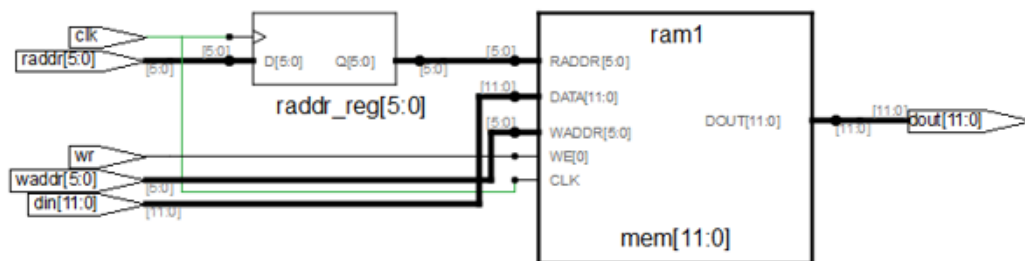 clk
raddr[5:0]
[5:0]
[5:0]
D[5:0]
Q[5:0]
[5:0]
raddr_reg[5:0]
[5:0]
ram1
RADDR[5:0]
[11:0]
DATA[11:0]
[5:0]
WADDR[5:0]
WE[0]
CLK
DOUT[11:0]
[11:0]
[11:0]
dout[11:0]
wr
waddr[5:0]
[5:0]
din[11:0]
[11:0]
mem[11:0]